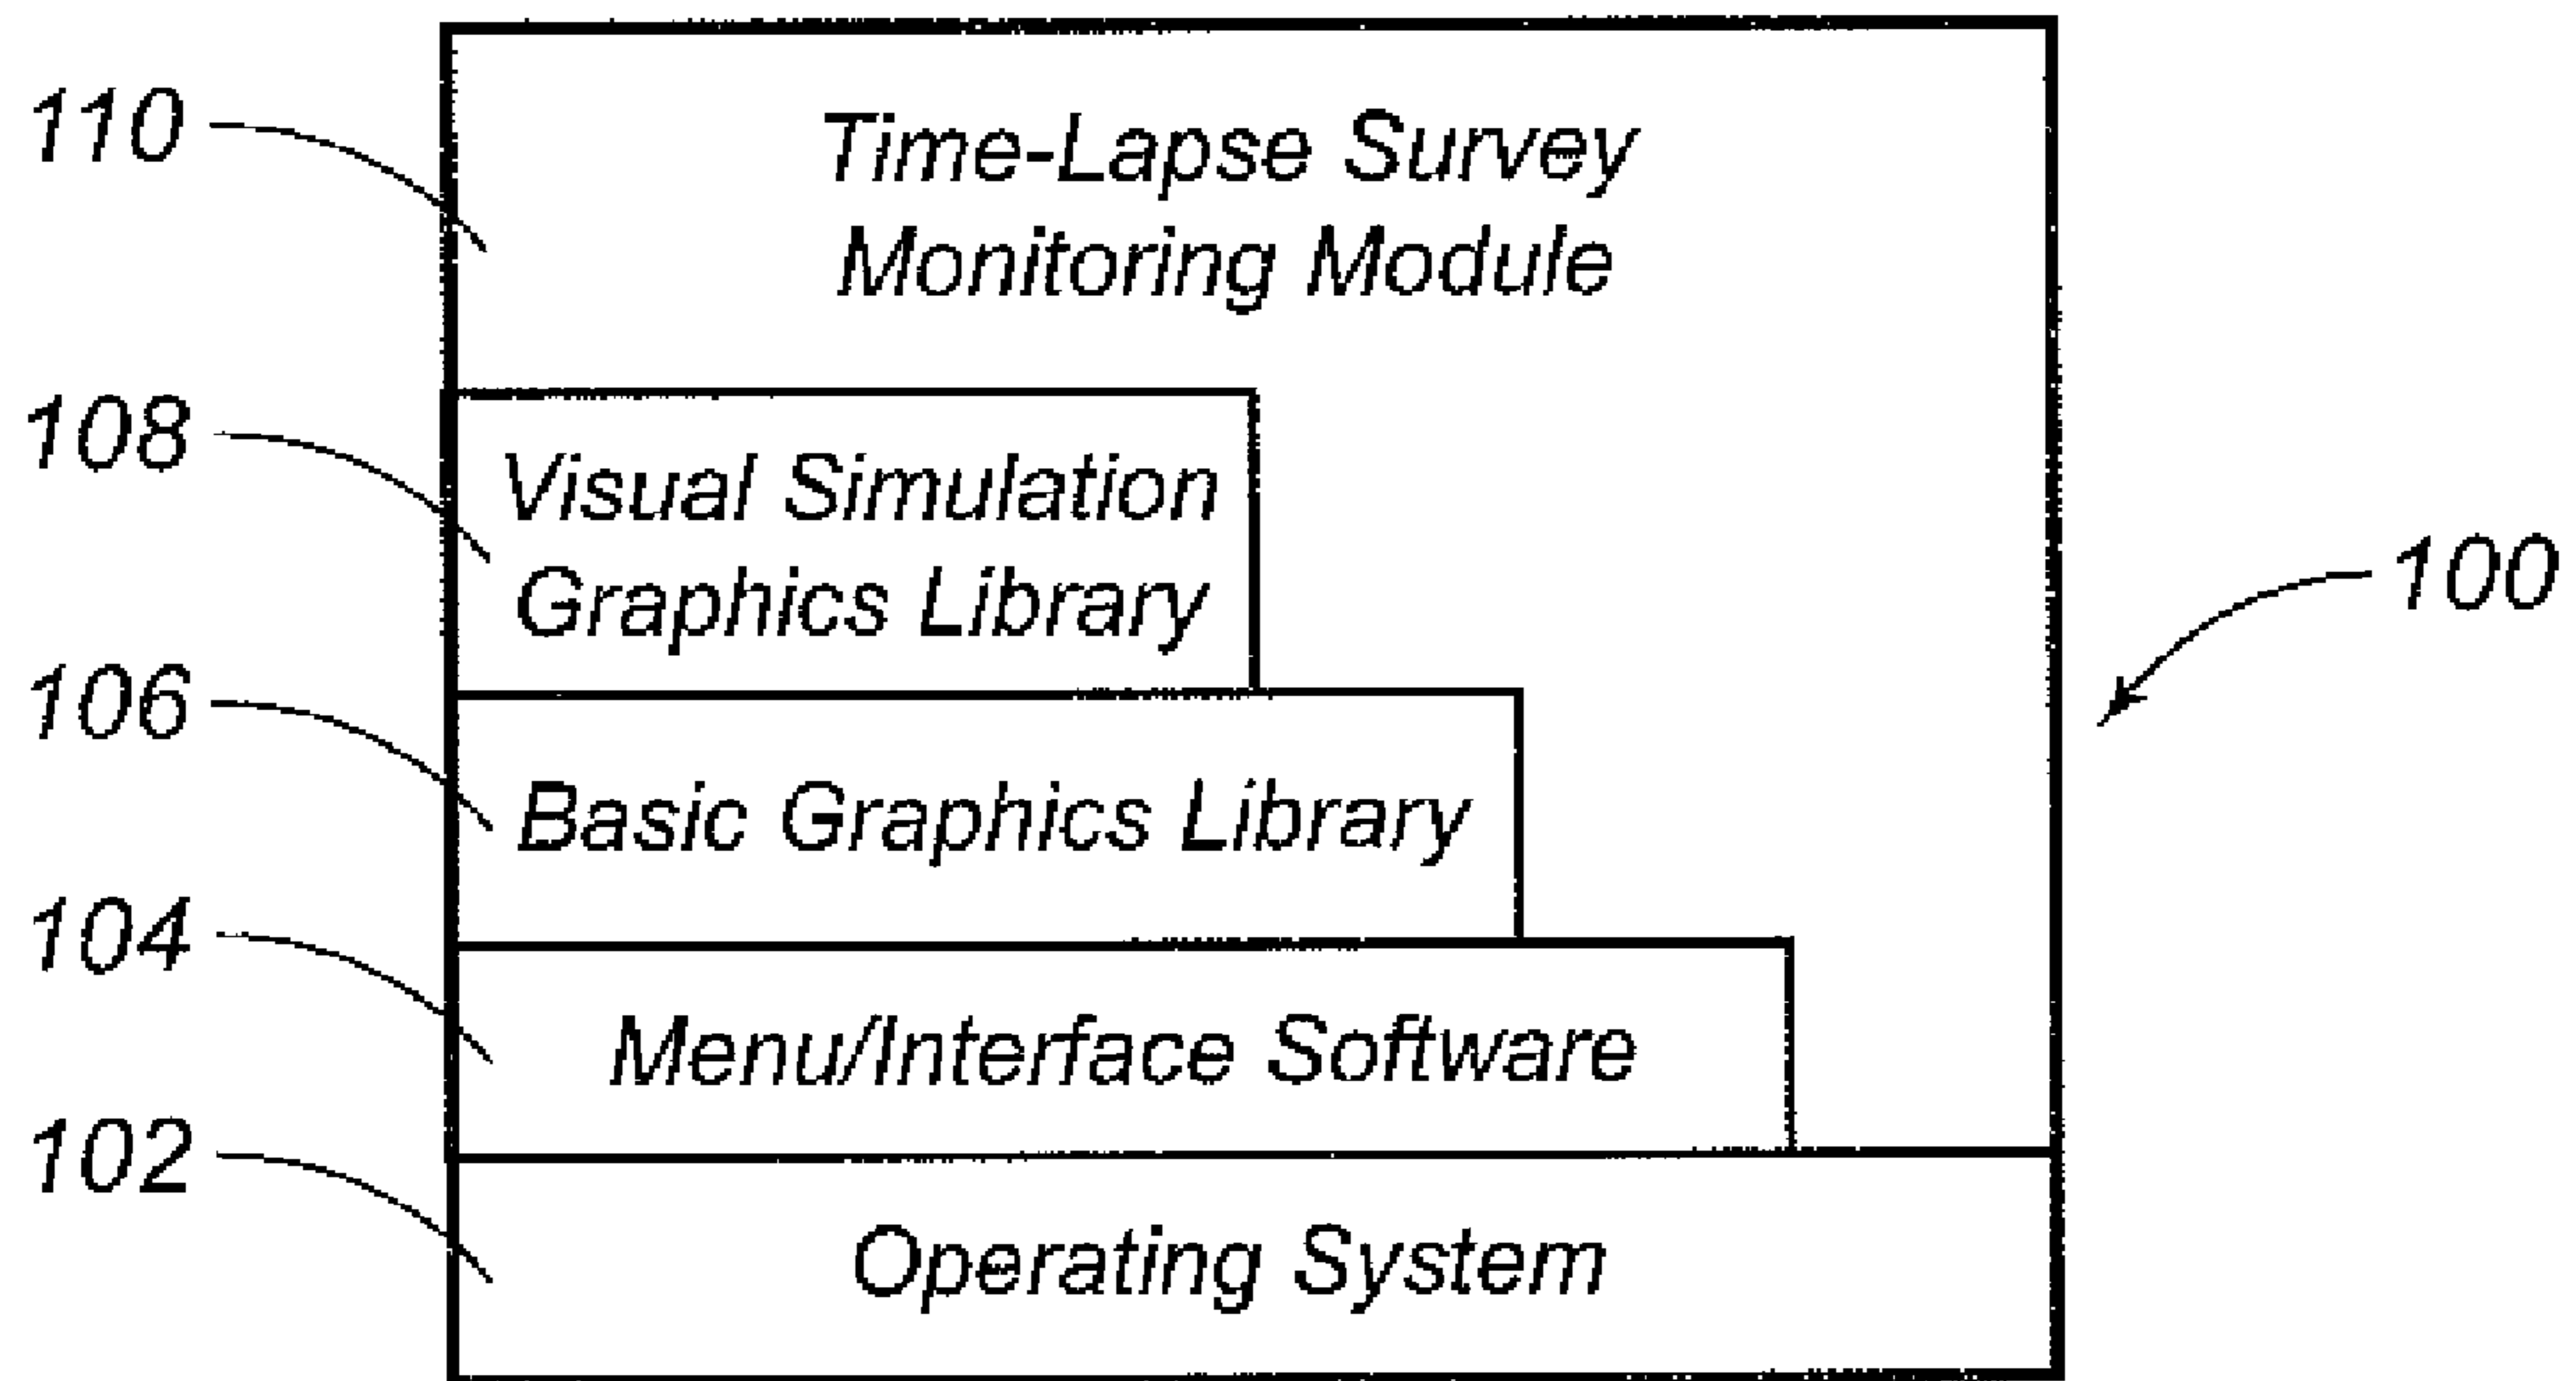 110
Time-Lapse Survey
Monitoring Module
108
Visual Simulation
Graphics Library
100
106
Basic Graphics Library
104
Menu/Interface Software
102
Operating System